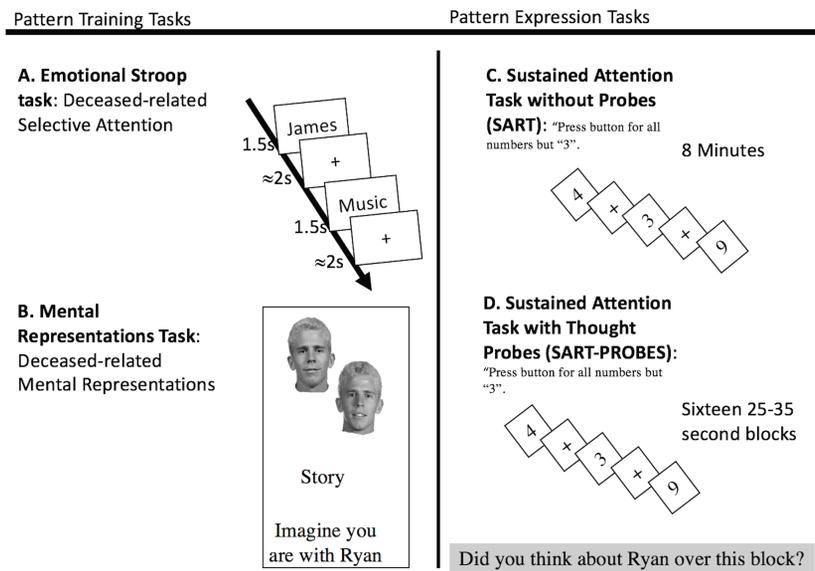 Pattern Training Tasks
Pattern Expression Tasks
A. Emotional Stroop
task: Deceased-related
Selective Attention
James
1.5s
+
≈2s
Music
1.5s
+
≈2s
B. Mental
Representations Task:
Deceased-related
Mental Representations
Story
Imagine you
are with Ryan
C. Sustained Attention
Task without Probes
(SART): “Press button for all
numbers but “3”.
8 Minutes
4
+
3
+
9
D. Sustained Attention
Task with Thought
Probes (SART-PROBES):
“Press button for all numbers but
“3”.
Sixteen 25-35
second blocks
4
+
3
+
9
Did you think about Ryan over this block?